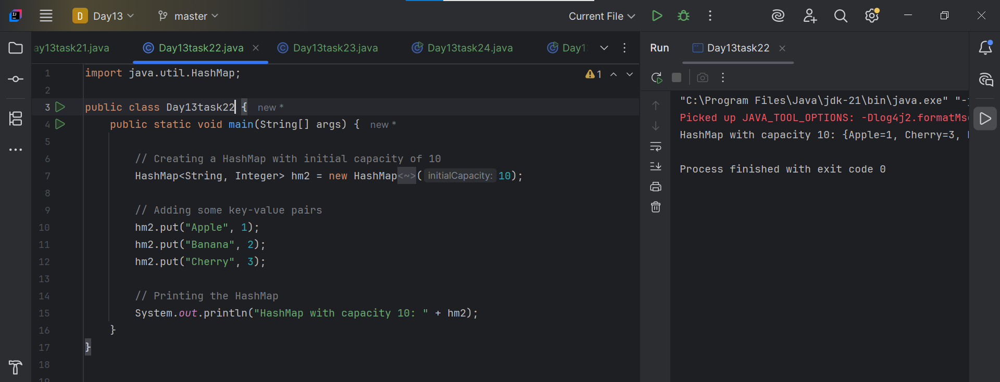 D Day13 master Current File
ay13task21.java Day13task22.java Day13task23.java Day13task24.java Day1
Run Day13task22
1 import java.util.HashMap;
1
2
3 public class Day13task22 { new *
4 public static void main(String[] args) { new *
5
6 // Creating a HashMap with initial capacity of 10
7 HashMap<String, Integer> hm2 = new HashMap<~>( initialCapacity: 10);
8
9 // Adding some key-value pairs
10 hm2.put("Apple", 1);
11 hm2.put("Banana", 2);
12 hm2.put("Cherry", 3);
13
14 // Printing the HashMap
15 System.out.println("HashMap with capacity 10: " + hm2);
16 }
17 }
18
"C:\Program Files\Java\jdk-21\bin\java.exe" "-
Picked up JAVA_TOOL_OPTIONS: -Dlog4j2.formatMs
HashMap with capacity 10: {Apple=1, Cherry=3,
Process finished with exit code 0